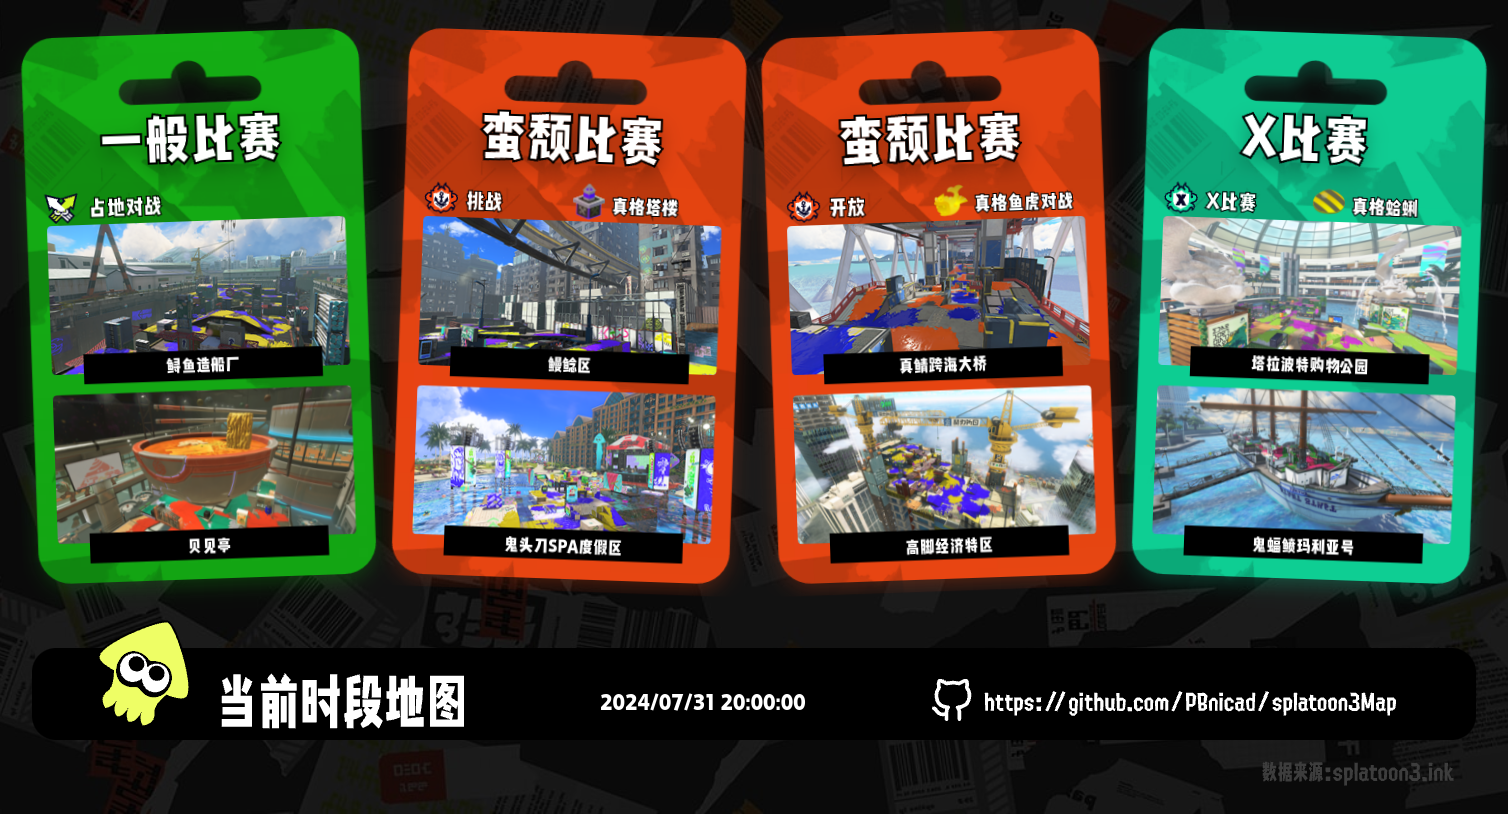 一般比赛
占地对战
鲟鱼造船厂
贝见亭
蛮颓比赛
挑战
真格塔楼
鳗鲶区
鬼头刀SPA度假区
蛮颓比赛
开放
真格鱼虎对战
真鲭跨海大桥
高脚经济特区
X比赛
X比赛
真格蛤蜊
塔拉波特购物公园
鬼蝠鲼玛利亚号
当前时段地图
2024/07/31 20:00:00
https://github.com/PBnicad/splatoon3Map
数据来源:splatoon3.ink